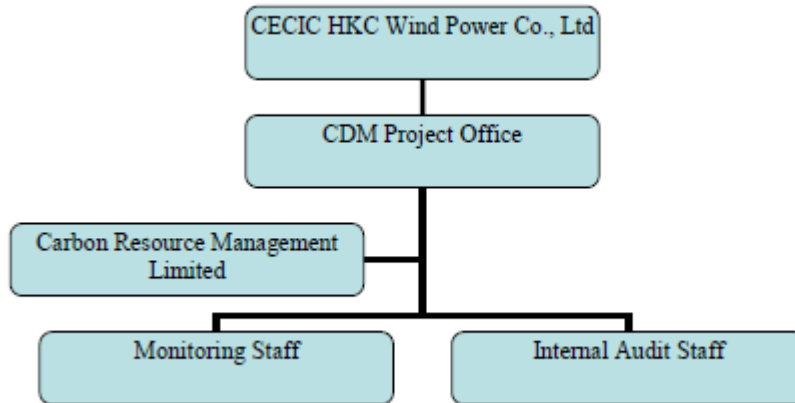 CECIC HKC Wind Power Co., Ltd
CDM Project Office
Carbon Resource Management
Limited
Monitoring Staff
Internal Audit Staff